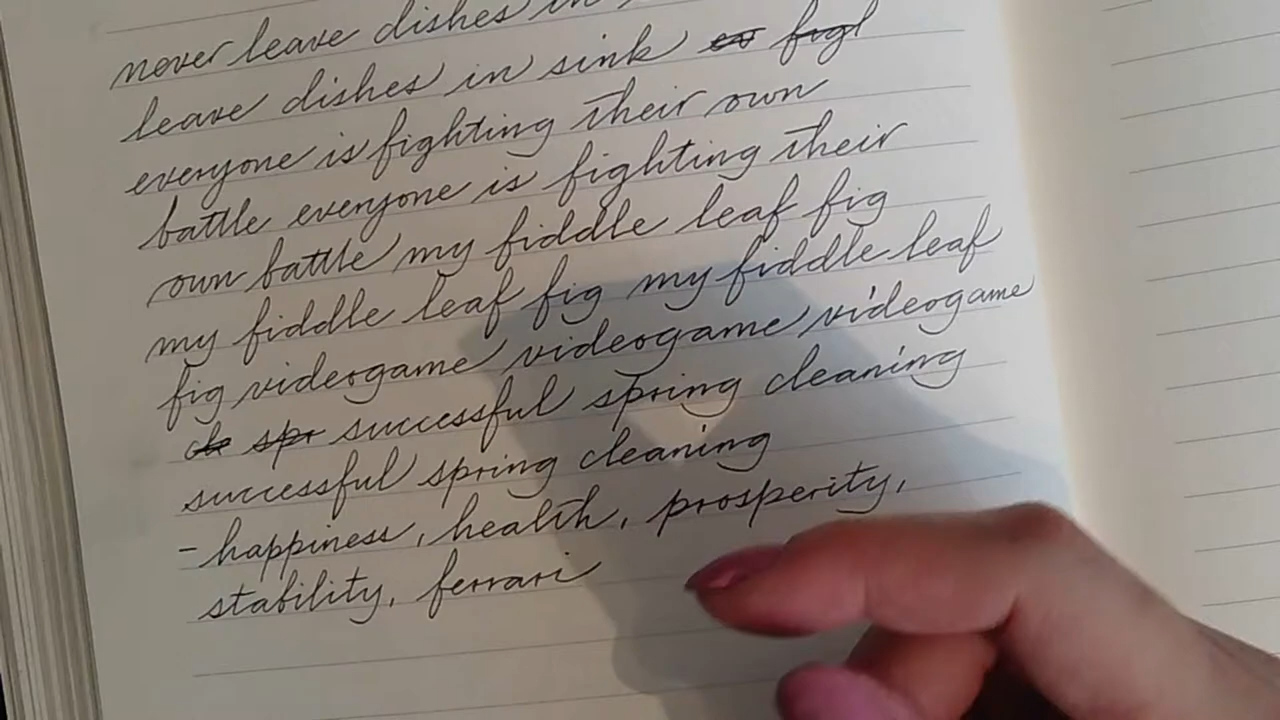 never leave dishes in
leave dishes in sink
everyone is fighting their own
battle everyone is fighting their
own battle my fiddle leaf fig
my fiddle leaf fig my fiddle leaf
fig videogame videogame videogame
spr successful spring cleaning
successful spring cleaning
- happiness, health, prosperity,
stability, ferrari